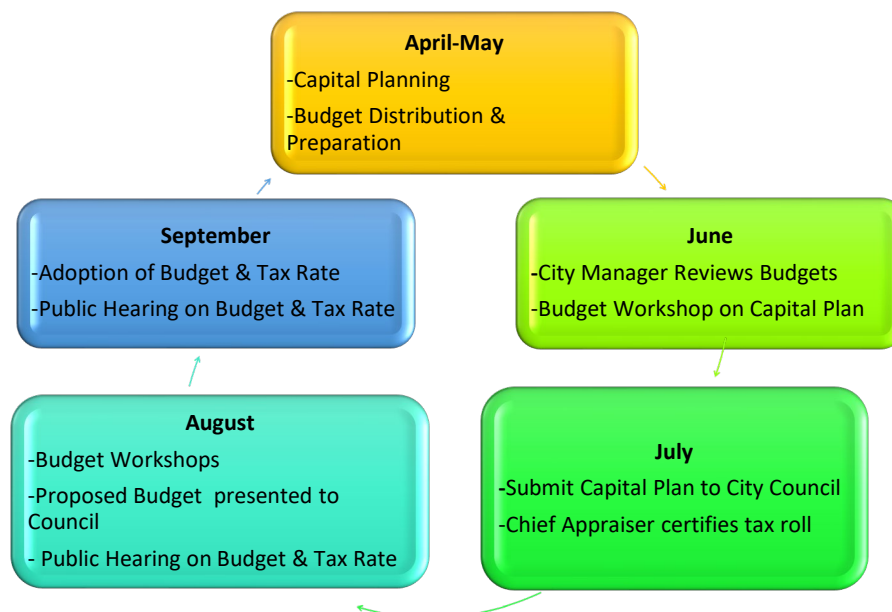 April-May
-Capital Planning
-Budget Distribution &
Preparation
June
-City Manager Reviews Budgets
-Budget Workshop on Capital Plan
July
-Submit Capital Plan to City Council
-Chief Appraiser certifies tax roll
August
-Budget Workshops
-Proposed Budget  presented to
Council
- Public Hearing on Budget & Tax Rate
September
-Adoption of Budget & Tax Rate
-Public Hearing on Budget & Tax Rate